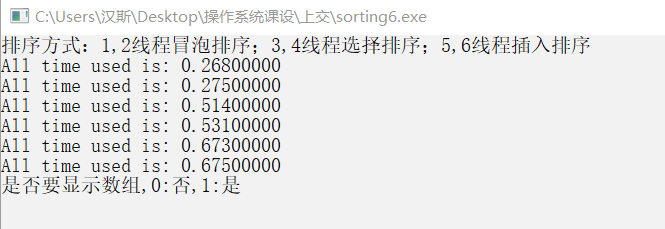 C:\Users\汉斯\Desktop\操作系统课设\上交\sorting6.exe
排序方式：1,2线程冒泡排序；3,4线程选择排序；5,6线程插入排序
All time used is: 0.26800000
All time used is: 0.27500000
All time used is: 0.51400000
All time used is: 0.53100000
All time used is: 0.67300000
All time used is: 0.67500000
是否要显示数组,0:否,1:是